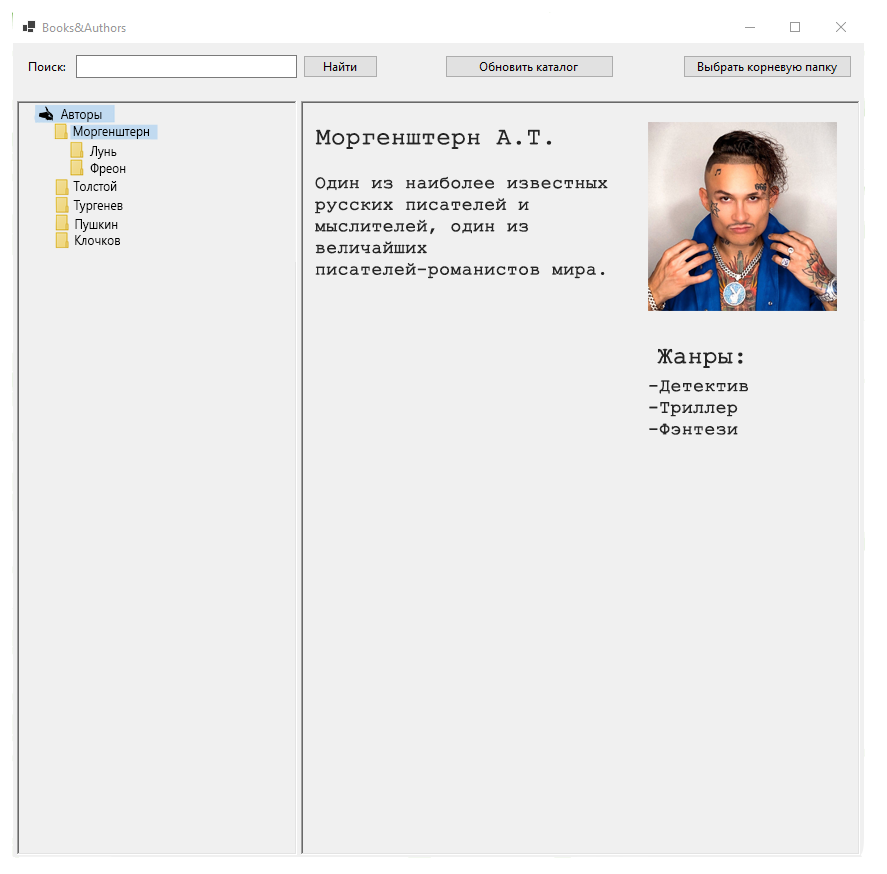 Books&Authors
Поиск:
Найти
Обновить каталог
Выбрать корневую папку
Авторы
Моргенштерн
Лунь
Фреон
Толстой
Тургенев
Пушкин
Клочков
Моргенштерн А.Т.
Один из наиболее известных
русских писателей и
мыслителей, один из
величайших
писателей-романистов мира.
666
Жанры:
-Детектив
-Триллер
-Фэнтези